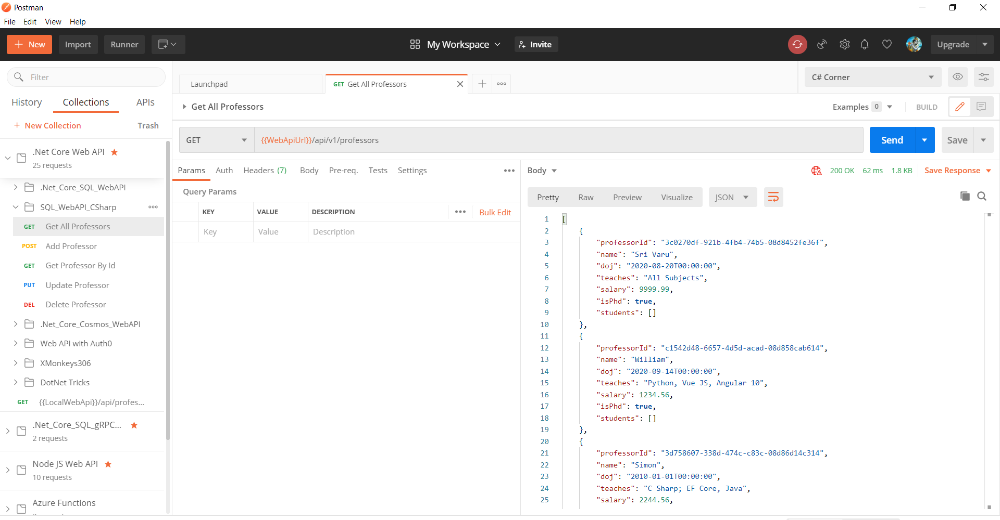 Postman
File Edit View Help
New Import Runner My Workspace Invite Upgrade
Filter
History Collections APIs
+ New Collection Trash
.Net Core Web API
25 requests
.Net_Core_SQL_WebAPI
SQL_WebAPI_CSharp
GET Get All Professors
POST Add Professor
GET Get Professor By Id
PUT Update Professor
DEL Delete Professor
.Net_Core_Cosmos_WebAPI
Web API with Auth0
XMonkeys306
DotNet Tricks
GET {{LocalWebApi}}/api/profes...
.Net_Core_SQL_gRPC...
2 requests
Node JS Web API
10 requests
Azure Functions
Launchpad GET Get All Professors C# Corner
Get All Professors Examples 0 BUILD
GET {{WebApiUrl}}/api/v1/professors Send Save
Params Auth Headers (7) Body Pre-req. Tests Settings
Query Params
KEY VALUE DESCRIPTION Bulk Edit
Key Value Description
Body 200 OK 62 ms 1.8 KB Save Response
Pretty Raw Preview Visualize JSON
1 [
2 {
3 "professorId": "3c0270df-921b-4fb4-74b5-08d8452fe36f",
4 "name": "Sri Varu",
5 "doj": "2020-08-20T00:00:00",
6 "teaches": "All Subjects",
7 "salary": 9999.99,
8 "isPhd": true,
9 "students": []
10 },
11 {
12 "professorId": "c1542d48-6657-4d5d-acad-08d858cab614",
13 "name": "William",
14 "doj": "2020-09-14T00:00:00",
15 "teaches": "Python, Vue JS, Angular 10",
16 "salary": 1234.56,
17 "isPhd": true,
18 "students": []
19 },
20 {
21 "professorId": "3d758607-338d-474c-c83c-08d86d14c314",
22 "name": "Simon",
23 "doj": "2010-01-01T00:00:00",
24 "teaches": "C Sharp; EF Core, Java",
25 "salary": 2244.56,